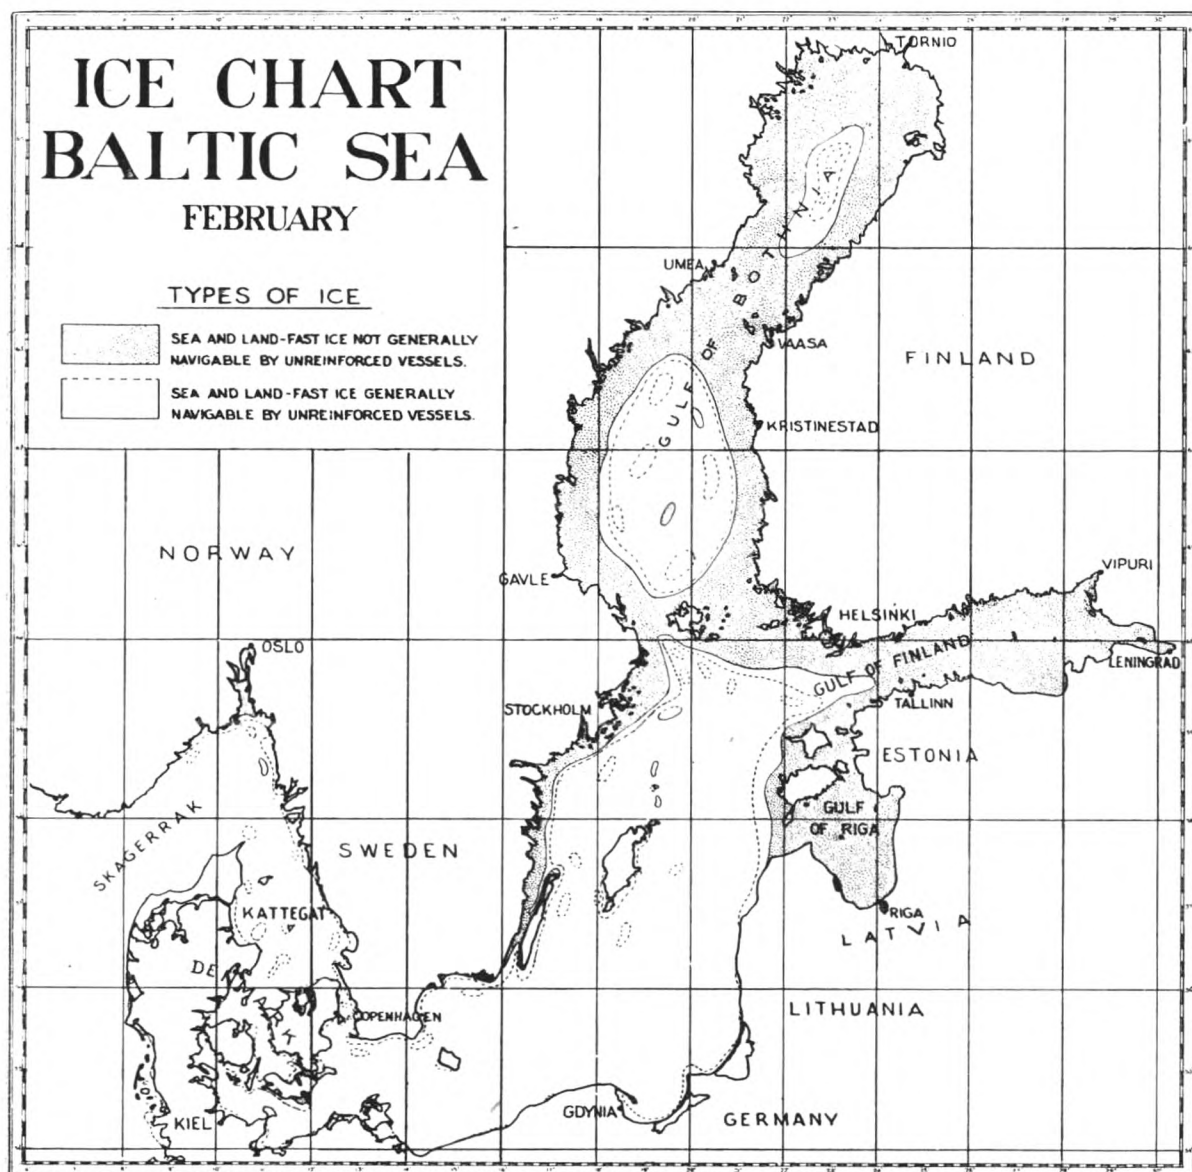 ICE CHART
BALTIC SEA
FEBRUARY
TYPES OF ICE
SEA AND LAND-FAST ICE NOT GENERALLY
NAVIGABLE BY UNREINFORCED VESSELS.
SEA AND LAND-FAST ICE GENERALLY
NAVIGABLE BY UNREINFORCED VESSELS.
TORNIO
UMEA
GULF OF BOTHNIA
VAASA
FINLAND
KRISTINESTAD
NORWAY
GAVLE
VIPURI
HELSINKI
OSLO
GULF OF FINLAND
LENINGRAD
STOCKHOLM
TALLINN
ESTONIA
SKAGERRAK
GULF
OF RIGA
SWEDEN
KATTEGAT
RIGA
LATVIA
DE K
COPENHAGEN
LITHUANIA
KIEL
GDYNIA
GERMANY